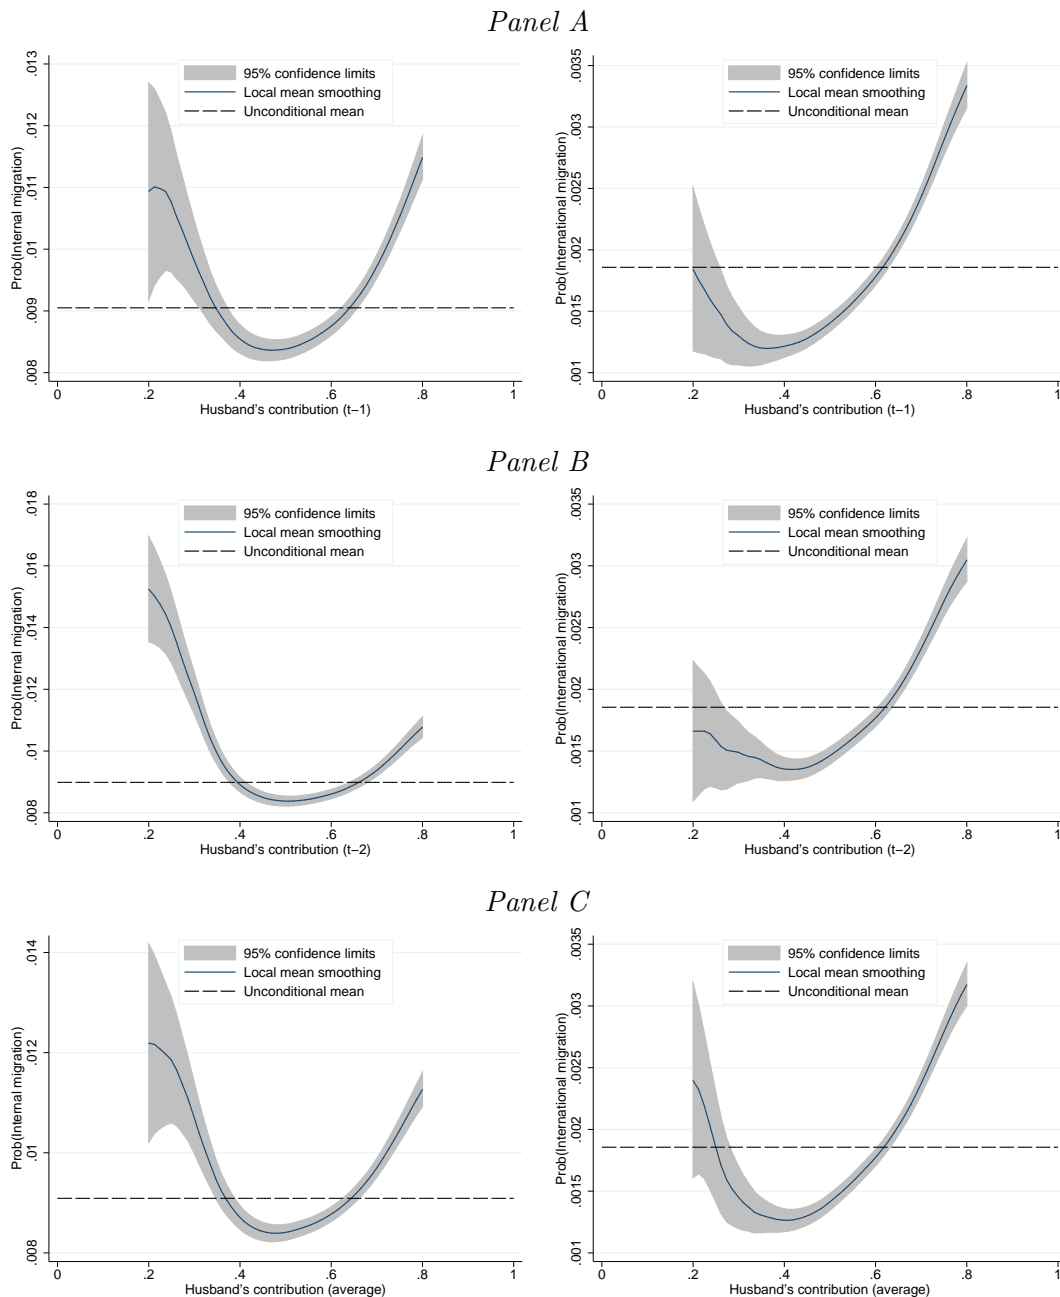 Panel A
.013
.012
.011
.01
.009
.008
Prob(Internal migration)
95% confidence limits
Local mean smoothing
Unconditional mean
0 .2 .4 .6 .8 1
Husband's contribution (t−1)
.0035
.003
.0025
.002
.0015
.001
Prob(International migration)
95% confidence limits
Local mean smoothing
Unconditional mean
0 .2 .4 .6 .8 1
Husband's contribution (t−1)
Panel B
.018
.016
.014
.012
.01
.008
Prob(Internal migration)
95% confidence limits
Local mean smoothing
Unconditional mean
0 .2 .4 .6 .8 1
Husband's contribution (t−2)
.0035
.003
.0025
.002
.0015
.001
Prob(International migration)
95% confidence limits
Local mean smoothing
Unconditional mean
0 .2 .4 .6 .8 1
Husband's contribution (t−2)
Panel C
.014
.012
.01
.008
Prob(Internal migration)
95% confidence limits
Local mean smoothing
Unconditional mean
0 .2 .4 .6 .8 1
Husband's contribution (average)
.0035
.003
.0025
.002
.0015
.001
Prob(International migration)
95% confidence limits
Local mean smoothing
Unconditional mean
0 .2 .4 .6 .8 1
Husband's contribution (average)